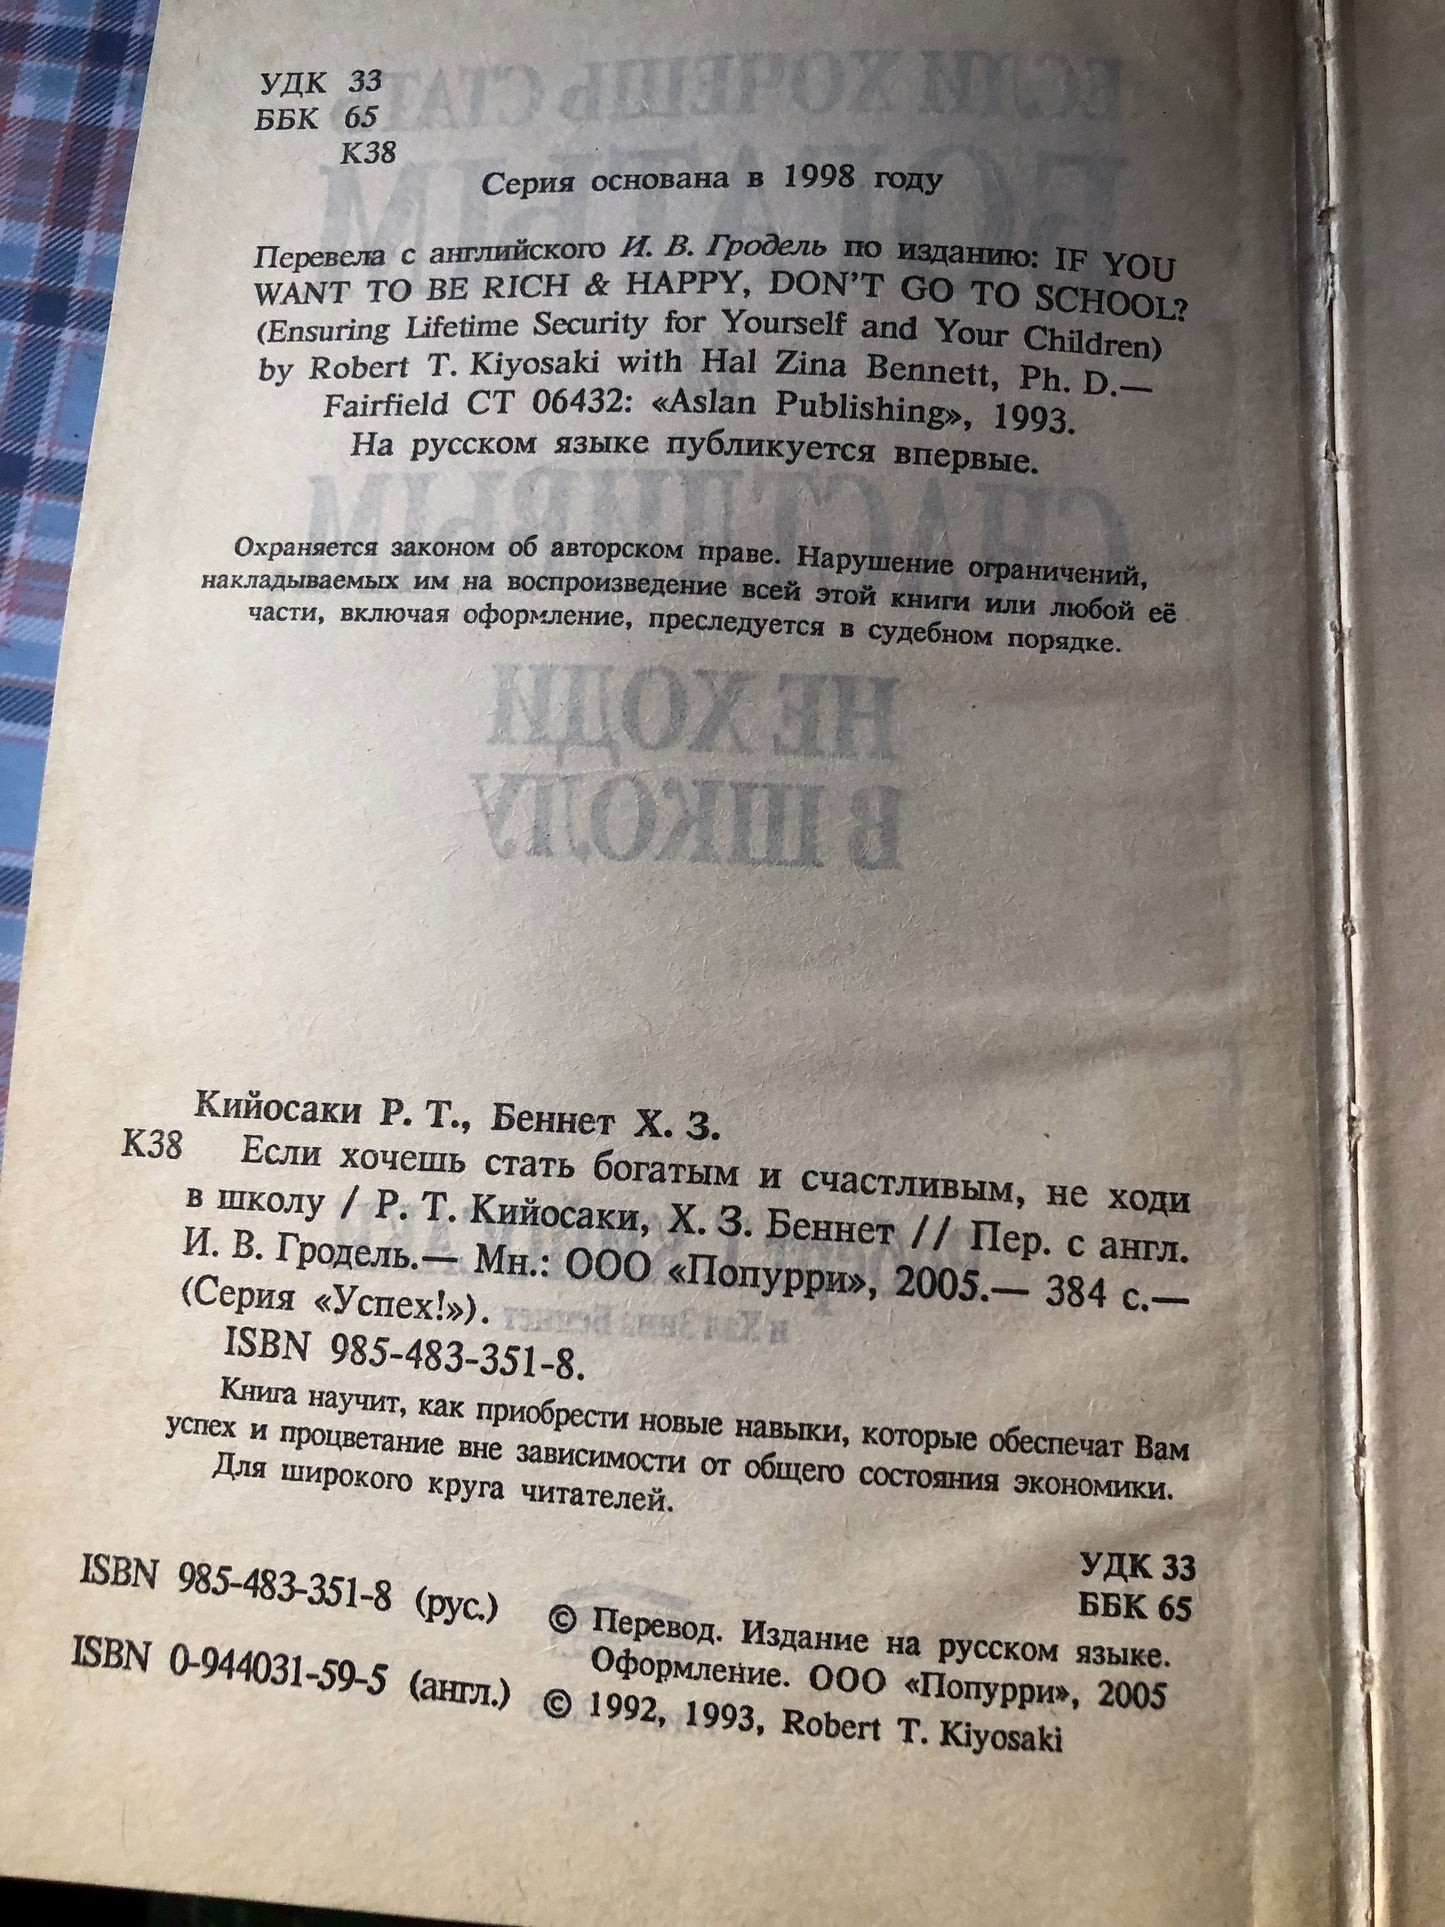 УДК 33
ББК 65
К38
Серия основана в 1998 году
Перевела с английского И. В. Гродель по изданию: IF YOU
WANT TO BE RICH & HAPPY, DON'T GO TO SCHOOL?
(Ensuring Lifetime Security for Yourself and Your Children)
by Robert T. Kiyosaki with Hal Zina Bennett, Ph. D.—
Fairfield CT 06432: «Aslan Publishing», 1993.
На русском языке публикуется впервые.
Охраняется законом об авторском праве. Нарушение ограничений,
накладываемых им на воспроизведение всей этой книги или любой её
части, включая оформление, преследуется в судебном порядке.
Кийосаки Р. Т., Беннет Х. З.
К38 Если хочешь стать богатым и счастливым, не ходи
в школу / Р. Т. Кийосаки, Х. З. Беннет // Пер. с англ.
И. В. Гродель.— Мн.: ООО «Попурри», 2005.— 384 с.—
(Серия «Успех!»).
ISBN 985-483-351-8.
Книга научит, как приобрести новые навыки, которые обеспечат Вам
успех и процветание вне зависимости от общего состояния экономики.
Для широкого круга читателей.
УДК 33
ББК 65
ISBN 985-483-351-8 (рус.)
ISBN 0-944031-59-5 (англ.)
© Перевод. Издание на русском языке.
Оформление. ООО «Попурри», 2005
© 1992, 1993, Robert T. Kiyosaki